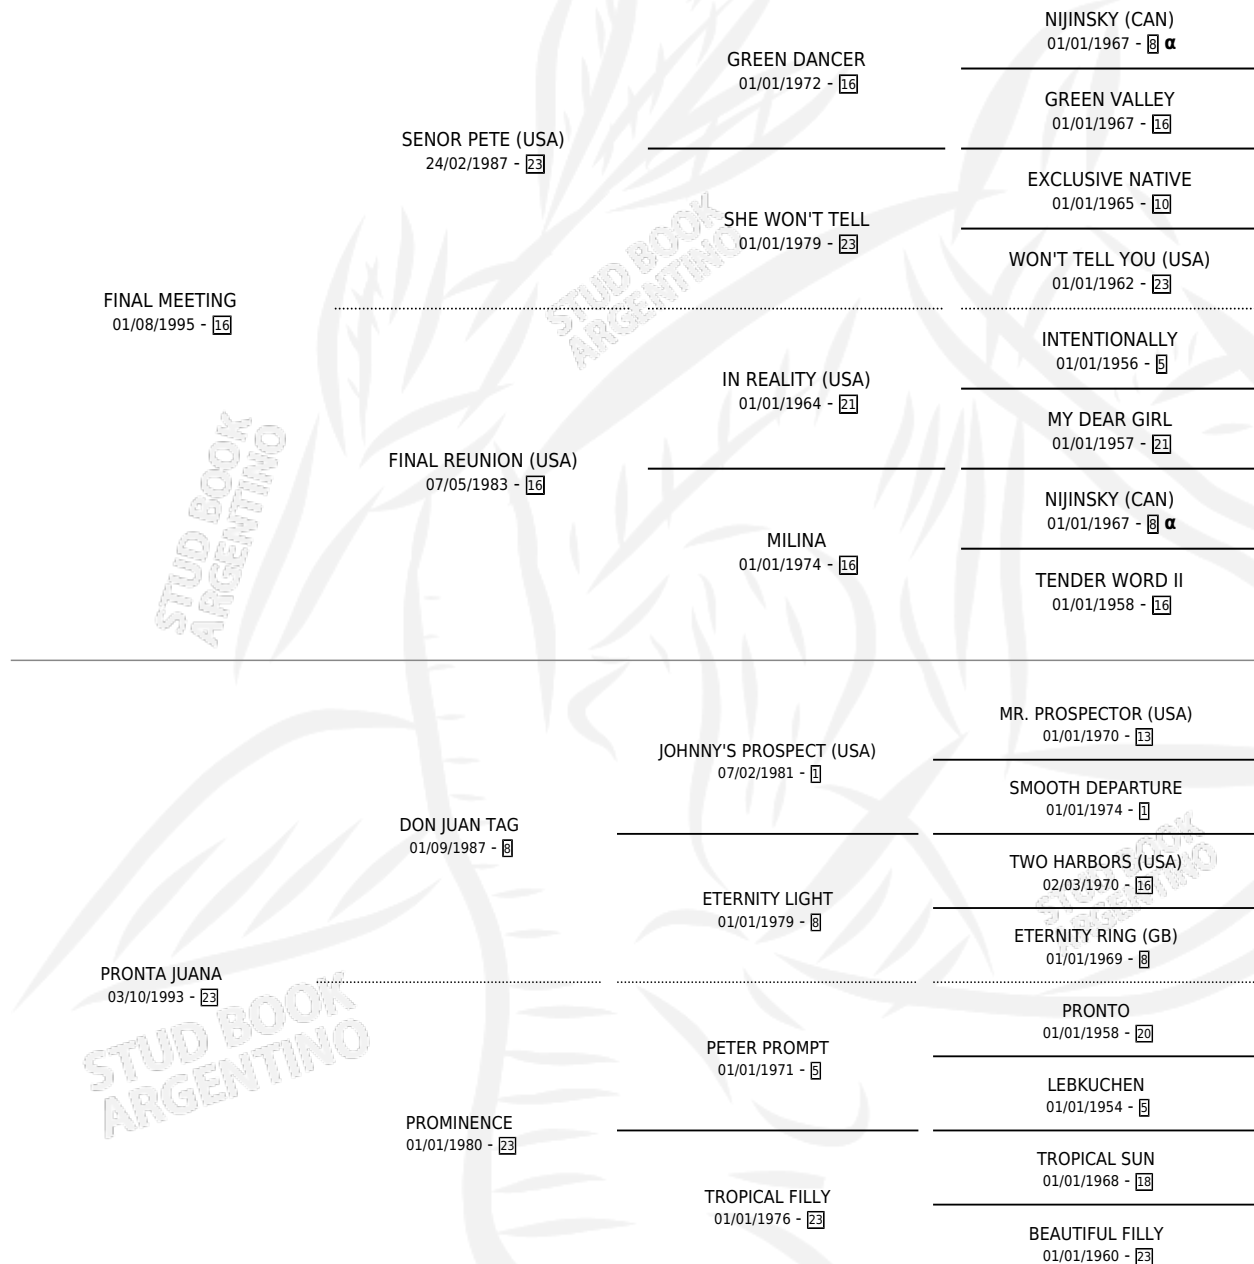 NIJINSKY (CAN)
01/01/1967 - 8 α
GREEN DANCER
01/01/1972 - 16
GREEN VALLEY
01/01/1967 - 16
SENOR PETE (USA)
24/02/1987 - 23
EXCLUSIVE NATIVE
01/01/1965 - 10
SHE WON'T TELL
01/01/1979 - 23
WON'T TELL YOU (USA)
01/01/1962 - 23
STUD BOOK
ARGENTINO
FINAL MEETING
01/08/1995 - 16
INTENTIONALLY
01/01/1956 - 5
IN REALITY (USA)
01/01/1964 - 21
MY DEAR GIRL
01/01/1957 - 21
FINAL REUNION (USA)
07/05/1983 - 16
NIJINSKY (CAN)
01/01/1967 - 8 α
MILINA
01/01/1974 - 16
TENDER WORD II
01/01/1958 - 16
STUD BOOK
ARGENTINO
MR. PROSPECTOR (USA)
01/01/1970 - 13
JOHNNY'S PROSPECT (USA)
07/02/1981 - 1
SMOOTH DEPARTURE
01/01/1974 - 1
DON JUAN TAG
01/09/1987 - 8
TWO HARBORS (USA)
02/03/1970 - 16
ETERNITY LIGHT
01/01/1979 - 8
ETERNITY RING (GB)
01/01/1969 - 8
STUD BOOK
ARGENTINO
PRONTA JUANA
03/10/1993 - 23
PRONTO
01/01/1958 - 20
PETER PROMPT
01/01/1971 - 5
LEBKUCHEN
01/01/1954 - 5
PROMINENCE
01/01/1980 - 23
TROPICAL SUN
01/01/1968 - 18
TROPICAL FILLY
01/01/1976 - 23
BEAUTIFUL FILLY
01/01/1960 - 23
STUD BOOK
ARGENTINO